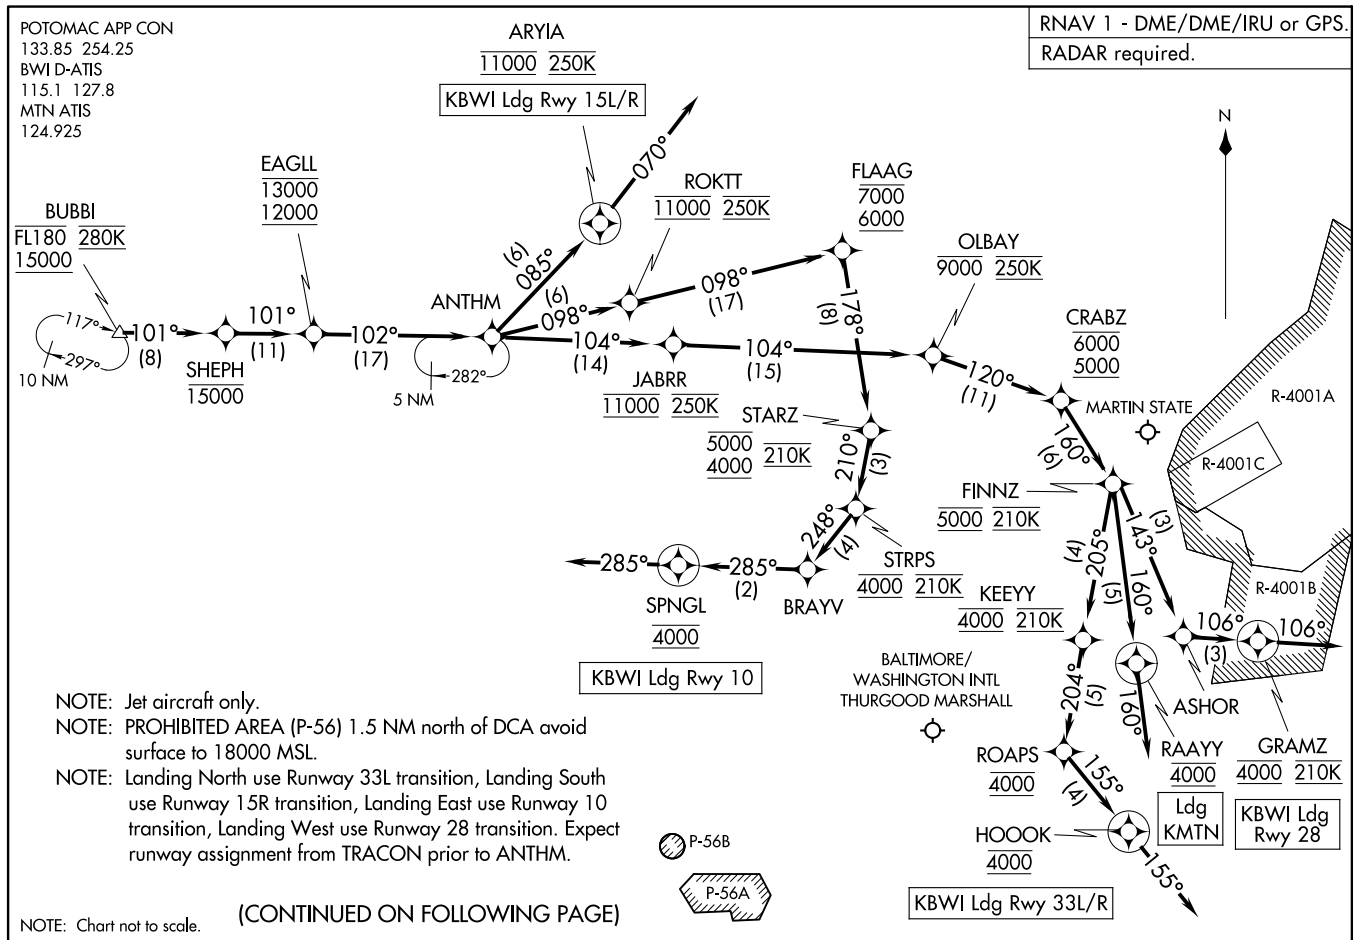 POTOMAC APP CON
133.85 254.25
BWI D-ATIS
115.1 127.8
MTN ATIS
124.925
RNAV 1 - DME/DME/IRU or GPS.
RADAR required.
ARYIA
11000 250K
KBWI Ldg Rwy 15L/R
N
BUBBI
FL180 280K
15000
EAGLL
13000
12000
ROKTT
11000 250K
FLAAG
7000
6000
OLBAY
9000 250K
CRABZ
6000
5000
ANTHM
070°
(6)
085°
(6)
098°
098°
(17)
178°
(8)
117°
297°
10 NM
101°
(8)
SHEPH
15000
101°
(11)
102°
(17)
282°
5 NM
104°
(14)
JABRR
11000 250K
104°
(15)
120°
(11)
MARTIN STATE
R-4001A
R-4001C
R-4001B
STARZ
5000
4000 210K
210°
(3)
160°
(6)
FINNZ
5000 210K
(3)
143°
248°
(4)
STRPS
4000 210K
(4)
205°
160°
(5)
285°
SPNGL
4000
KBWI Ldg Rwy 10
285°
(2)
BRAYV
KEEYY
4000 210K
106°
(3)
106°
BALTIMORE/
WASHINGTON INTL
THURGOOD MARSHALL
204°
(5)
ASHOR
160°
RAAYY
4000
Ldg
KMTN
GRAMZ
4000 210K
KBWI Ldg
Rwy 28
ROAPS
4000
155°
(4)
HOOOK
4000
155°
KBWI Ldg Rwy 33L/R
NOTE: Jet aircraft only.
NOTE: PROHIBITED AREA (P-56) 1.5 NM north of DCA avoid
surface to 18000 MSL.
NOTE: Landing North use Runway 33L transition, Landing South
use Runway 15R transition, Landing East use Runway 10
transition, Landing West use Runway 28 transition. Expect
runway assignment from TRACON prior to ANTHM.
P-56B
P-56A
NOTE: Chart not to scale.
(CONTINUED ON FOLLOWING PAGE)